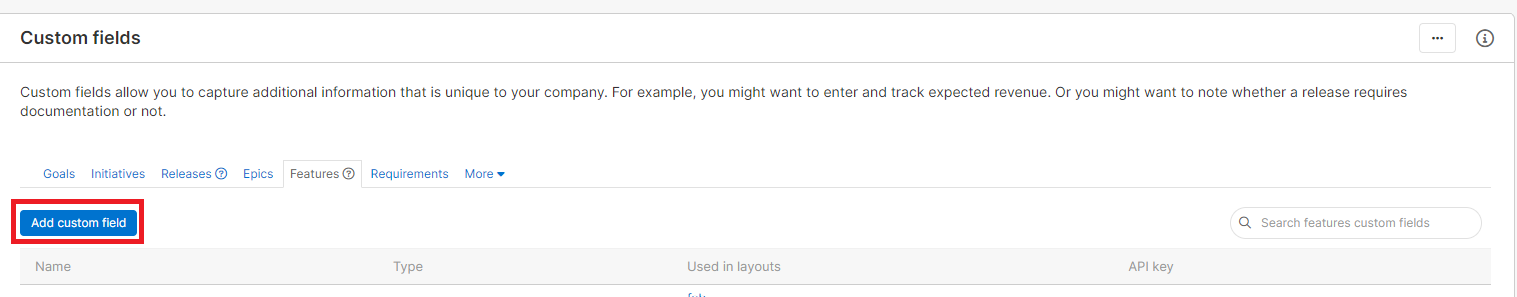 Custom fields
Custom fields allow you to capture additional information that is unique to your company. For example, you might want to enter and track expected revenue. Or you might want to note whether a release requires
documentation or not.
Goals Initiatives Releases Epics Features Requirements More
Add custom field
Search features custom fields
Name Type Used in layouts API key